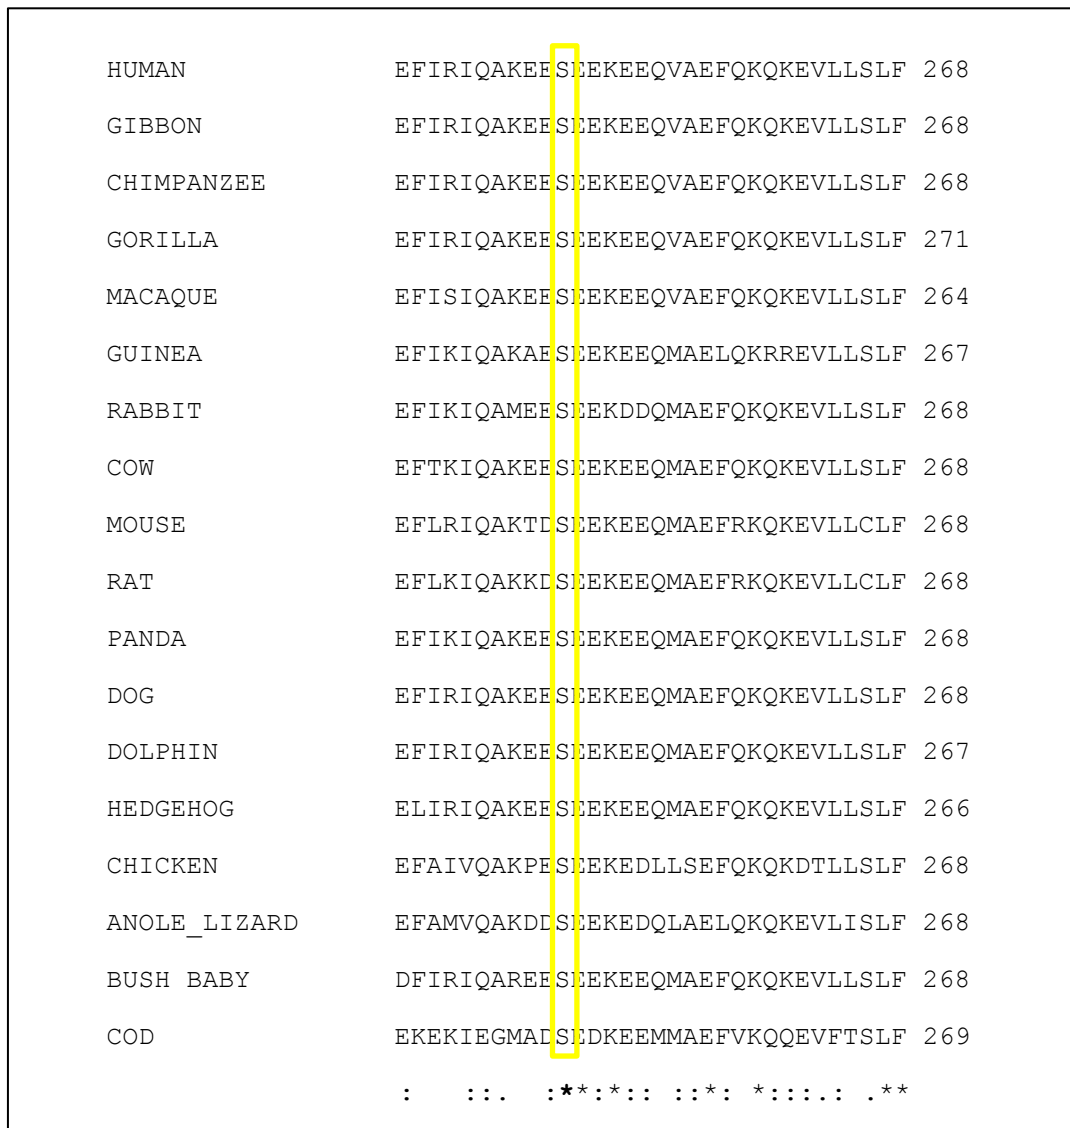 HUMAN EFIRIQAKEESEEKEEQVAEFQKQKEVLLSLF 268
GIBBON EFIRIQAKEESEEKEEQVAEFQKQKEVLLSLF 268
CHIMPANZEE EFIRIQAKEESEEKEEQVAEFQKQKEVLLSLF 268
GORILLA EFIRIQAKEESEEKEEQVAEFQKQKEVLLSLF 271
MACAQUE EFISIQAKEESEEKEEQVAEFQKQKEVLLSLF 264
GUINEA EFIKIQAKAESEEKEEQMAELQKRREVLLSLF 267
RABBIT EFIKIQAMEESEEKDDQMAEFQKQKEVLLSLF 268
COW EFTKIQAKEESEEKEEQMAEFQKQKEVLLSLF 268
MOUSE EFLRIQAKTDSEEKEEQMAEFRKQKEVLLCLF 268
RAT EFLKIQAKKDSEEKEEQMAEFRKQKEVLLCLF 268
PANDA EFIKIQAKEESEEKEEQMAEFQKQKEVLLSLF 268
DOG EFIRIQAKEESEEKEEQMAEFQKQKEVLLSLF 268
DOLPHIN EFIRIQAKEESEEKEEQMAEFQKQKEVLLSLF 267
HEDGEHOG ELIRIQAKEESEEKEEQMAEFQKQKEVLLSLF 266
CHICKEN EFAIVQAKPESEEKEDLLSEFQKQKDTLLSLF 268
ANOLE_LIZARD EFAMVQAKDDSEEKEDQLAELQKQKEVLISLF 268
BUSH BABY DFIRIQAREESEEKEEQMAEFQKQKEVLLSLF 268
COD EKEKIEGMADSEDKEEMMAEFVKQQEVFTSLF 269
:   ::.  :**:*:: ::*: *:::.: .**